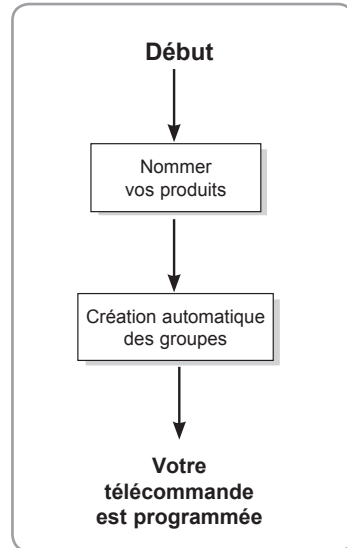 Début
Nommer
vos produits
Création automatique
des groupes
Votre
télécommande
est programmée